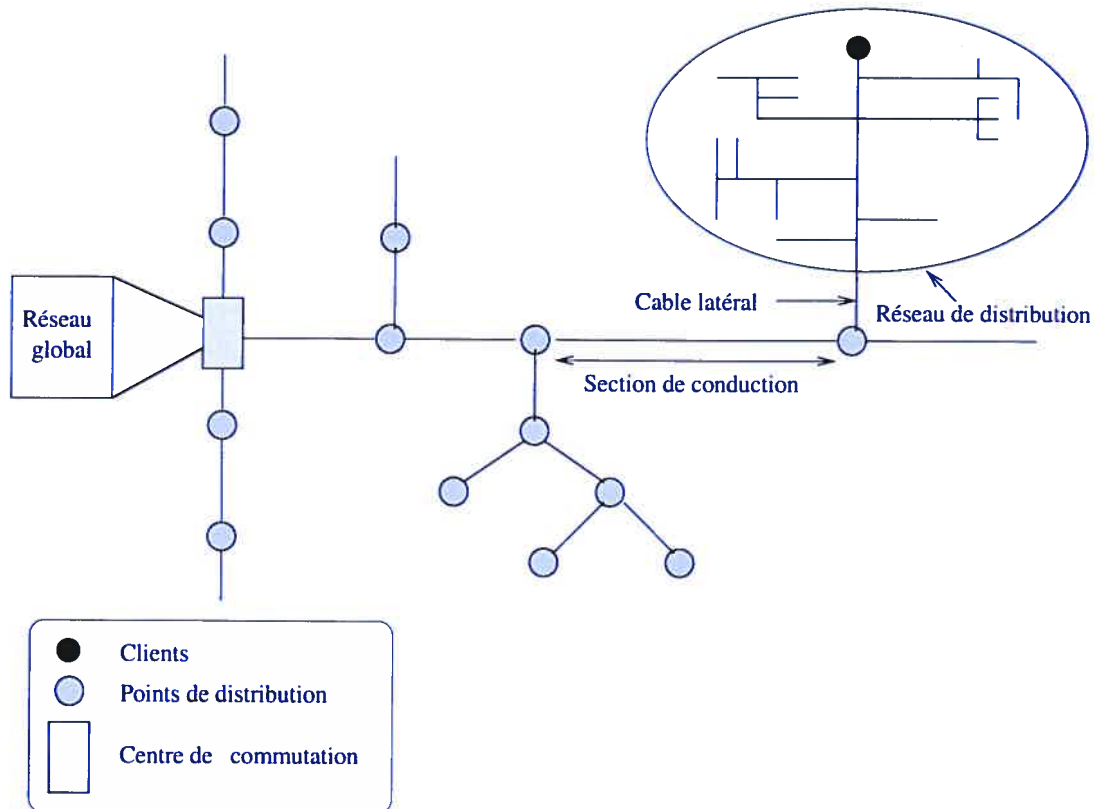 Réseau
global
Cable latéral
Réseau de distribution
Section de conduction
Clients
Points de distribution
Centre de commutation